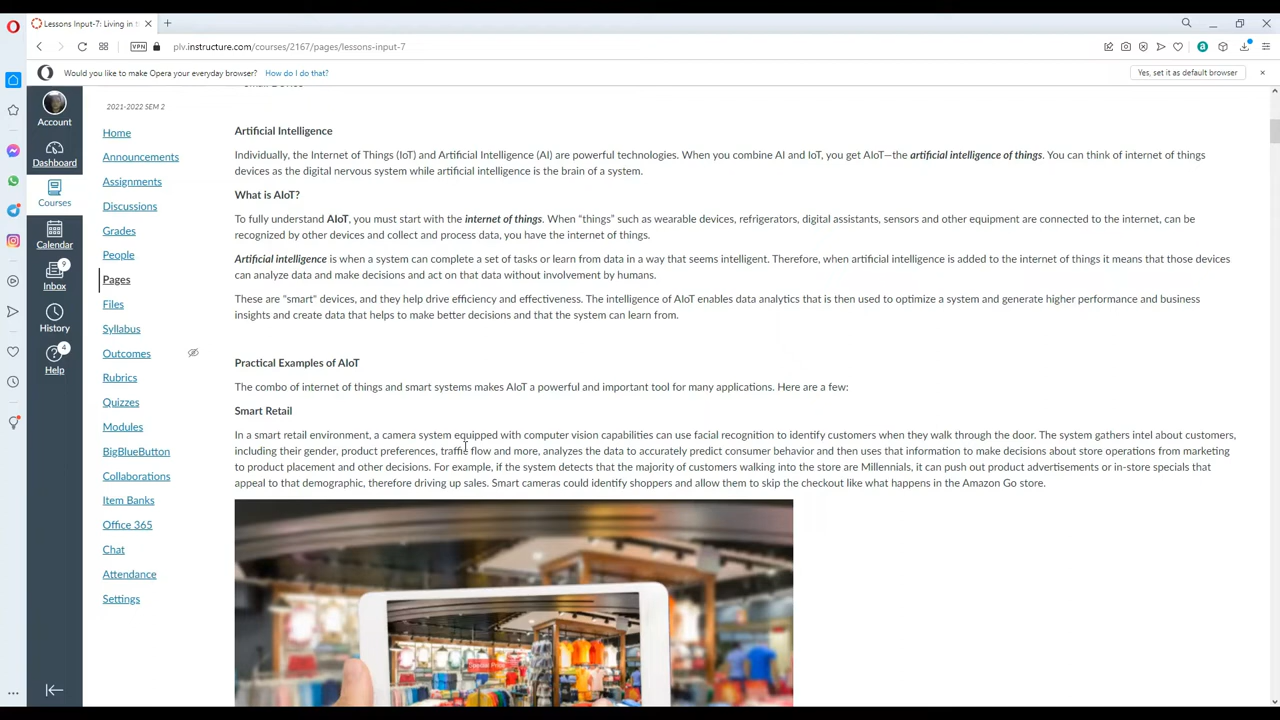 Lessons Input-7: Living in t
plv.instructure.com/courses/2167/pages/lessons-input-7
VPN
Would you like to make Opera your everyday browser? How do I do that?
Yes, set it as default browser
Account
Dashboard
Courses
Calendar
9
Inbox
History
4
Help
2021-2022 SEM 2
Home
Announcements
Assignments
Discussions
Grades
People
Pages
Files
Syllabus
Outcomes
Rubrics
Quizzes
Modules
BigBlueButton
Collaborations
Item Banks
Office 365
Chat
Attendance
Settings
Artificial Intelligence
Individually, the Internet of Things (IoT) and Artificial Intelligence (AI) are powerful technologies. When you combine AI and IoT, you get AIoT—the artificial intelligence of things. You can think of internet of things
devices as the digital nervous system while artificial intelligence is the brain of a system.
What is AIoT?
To fully understand AIoT, you must start with the internet of things. When “things” such as wearable devices, refrigerators, digital assistants, sensors and other equipment are connected to the internet, can be
recognized by other devices and collect and process data, you have the internet of things.
Artificial intelligence is when a system can complete a set of tasks or learn from data in a way that seems intelligent. Therefore, when artificial intelligence is added to the internet of things it means that those devices
can analyze data and make decisions and act on that data without involvement by humans.
These are "smart" devices, and they help drive efficiency and effectiveness. The intelligence of AIoT enables data analytics that is then used to optimize a system and generate higher performance and business
insights and create data that helps to make better decisions and that the system can learn from.
Practical Examples of AIoT
The combo of internet of things and smart systems makes AIoT a powerful and important tool for many applications. Here are a few:
Smart Retail
In a smart retail environment, a camera system equipped with computer vision capabilities can use facial recognition to identify customers when they walk through the door. The system gathers intel about customers,
including their gender, product preferences, traffic flow and more, analyzes the data to accurately predict consumer behavior and then uses that information to make decisions about store operations from marketing
to product placement and other decisions. For example, if the system detects that the majority of customers walking into the store are Millennials, it can push out product advertisements or in-store specials that
appeal to that demographic, therefore driving up sales. Smart cameras could identify shoppers and allow them to skip the checkout like what happens in the Amazon Go store.
Special Price